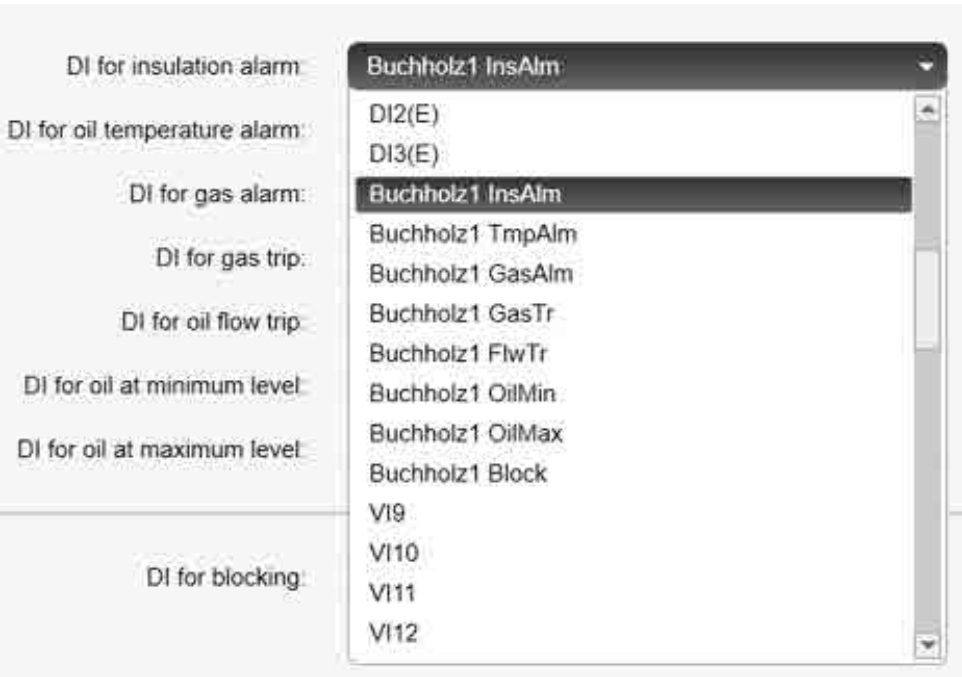 DI for insulation alarm: Buchholz1 InsAlm
DI2(E)
DI for oil temperature alarm:
DI3(E)
DI for gas alarm: Buchholz1 InsAlm
Buchholz1 TmpAlm
DI for gas trip: Buchholz1 GasAlm
DI for oil flow trip: Buchholz1 GasTr
Buchholz1 FlwTr
DI for oil at minimum level: Buchholz1 OilMin
Buchholz1 OilMax
DI for oil at maximum level:
Buchholz1 Block
VI9
VI10
DI for blocking:
VI11
VI12